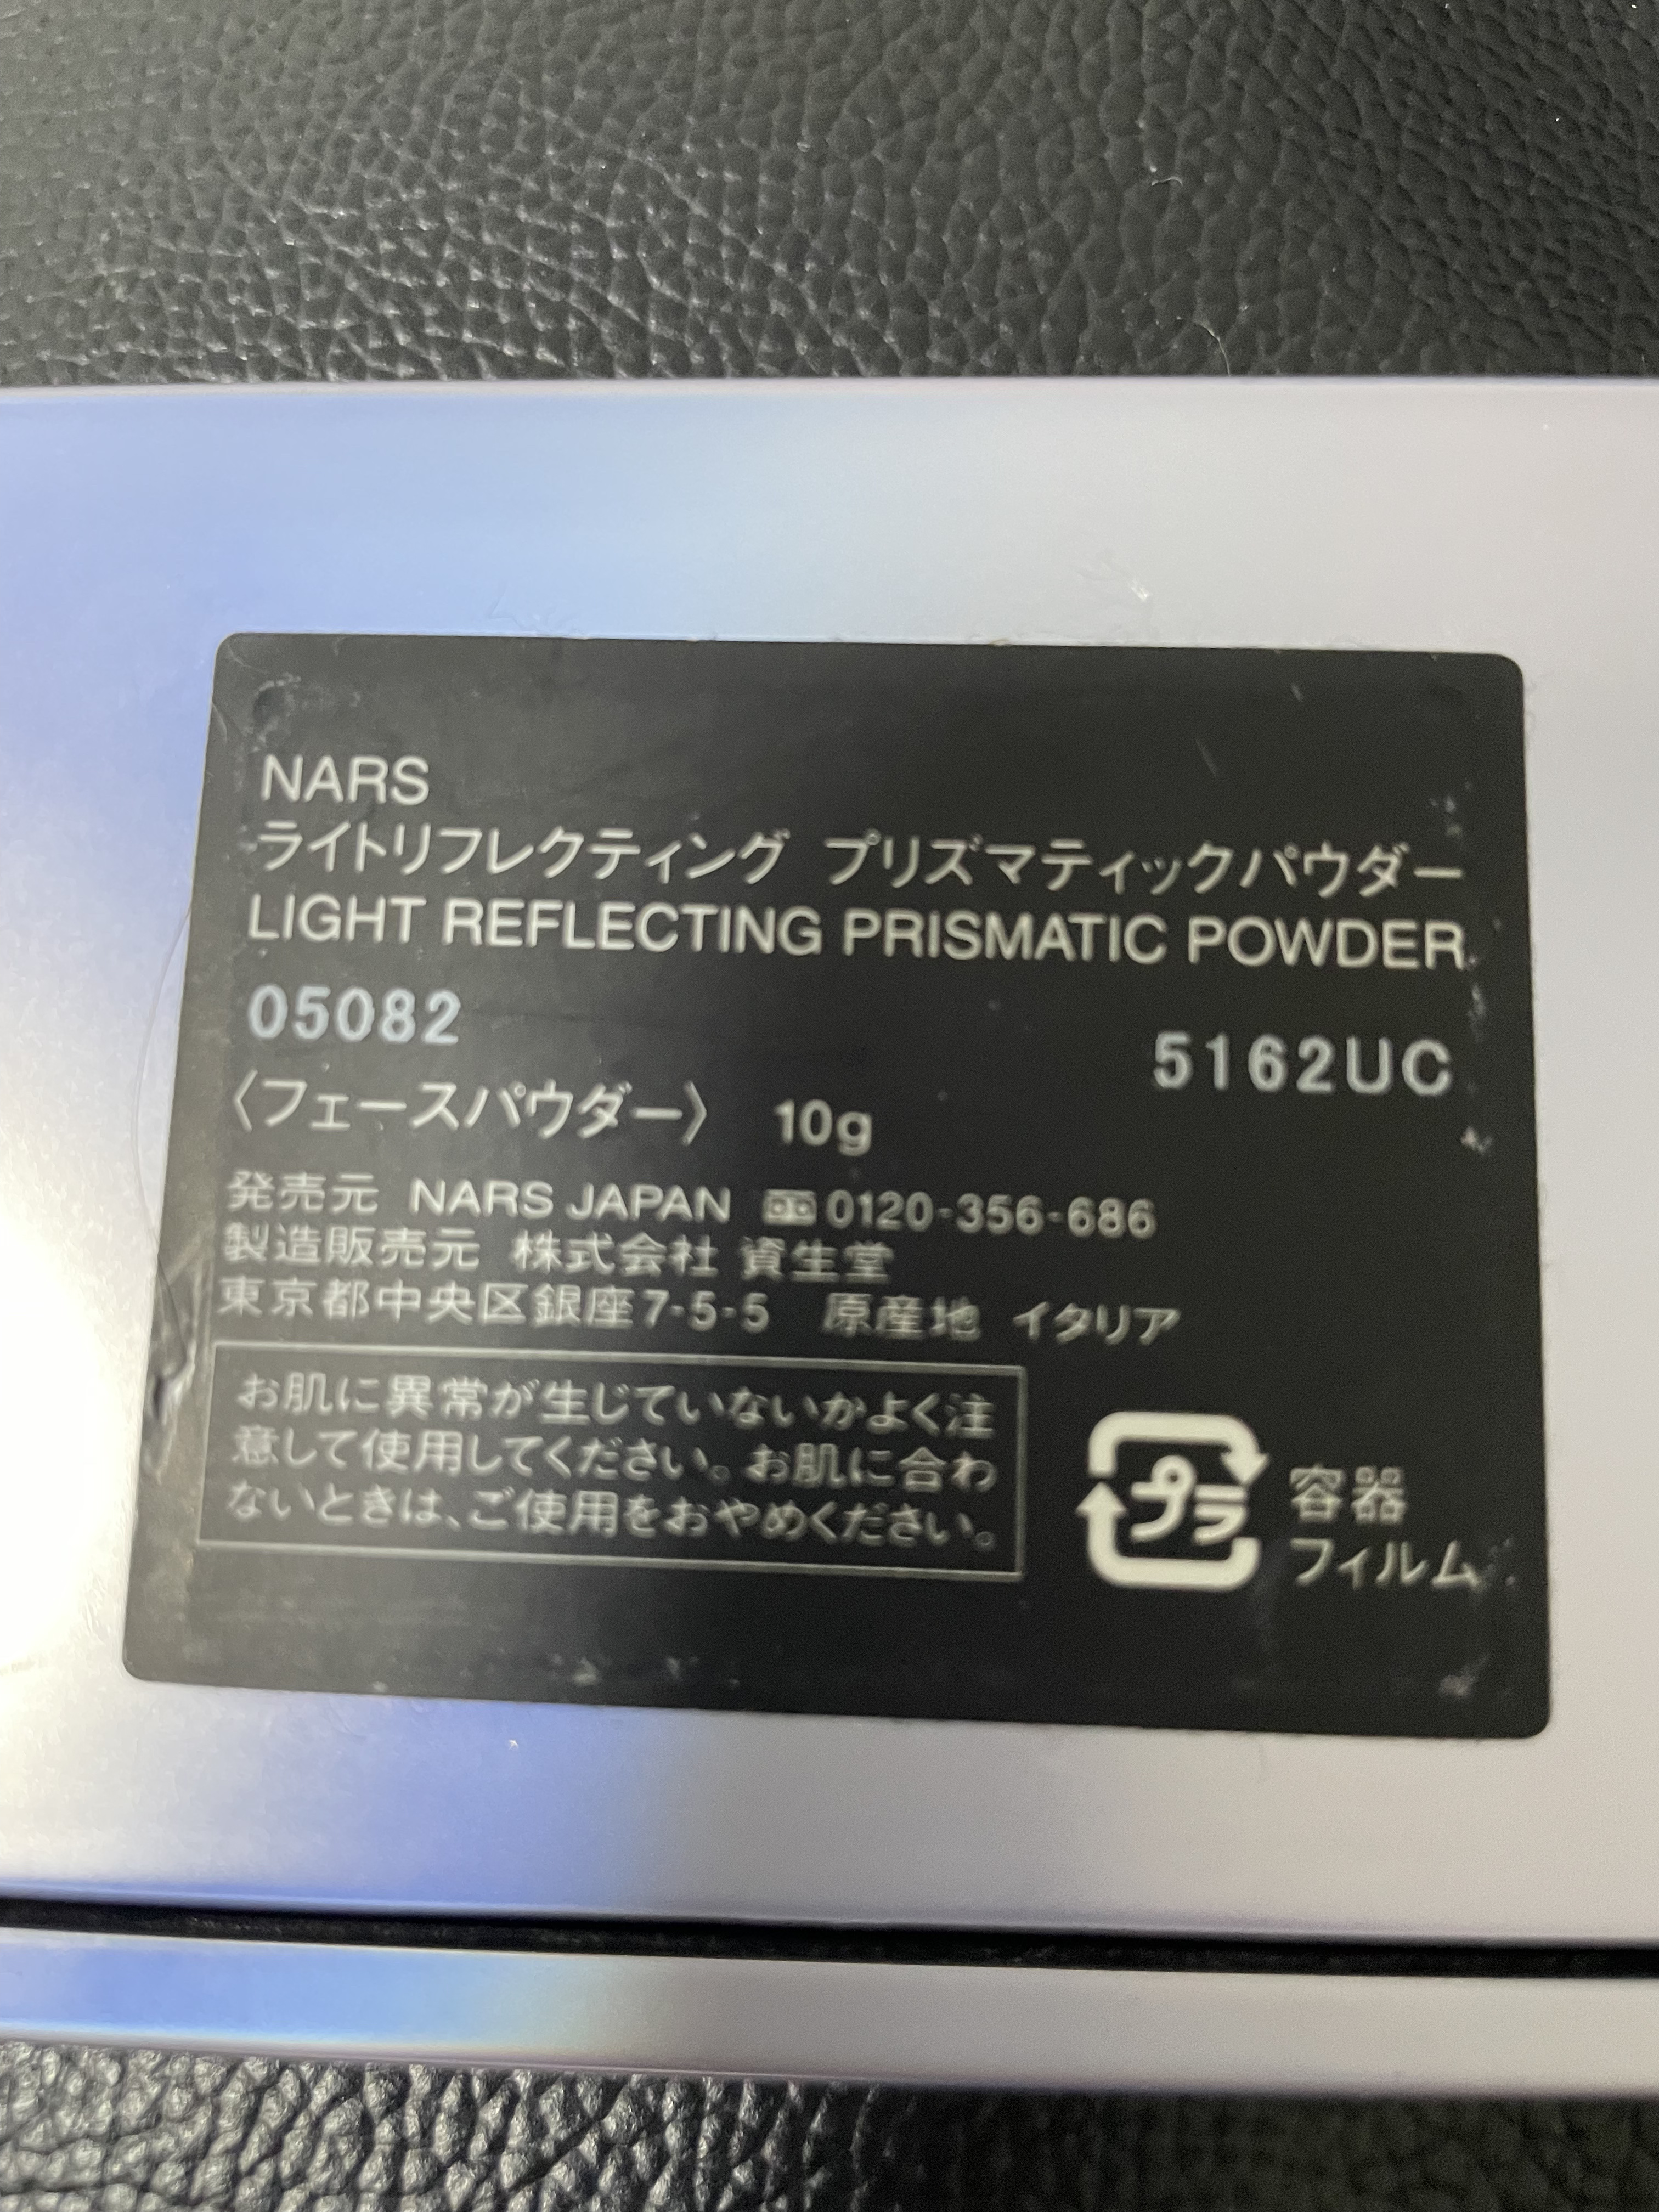 NARS
ライトリフレクティング プリズマティックパウダー
LIGHT REFLECTING PRISMATIC POWDER
05082
5162UC
〈フェースパウダー〉 10g
発売元 NARS JAPAN 0120-356-686
製造販売元 株式会社 資生堂
東京都中央区銀座7-5-5 原産地 イタリア
お肌に異常が生じていないかよく注
意して使用してください。お肌に合わ
ないときは、ご使用をおやめください。
プラ
容器
フィルム